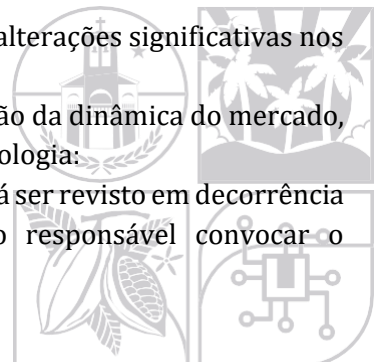 alterações significativas nos
ão da dinâmica do mercado,
ologia:
á ser revisto em decorrência
o responsável convocar o